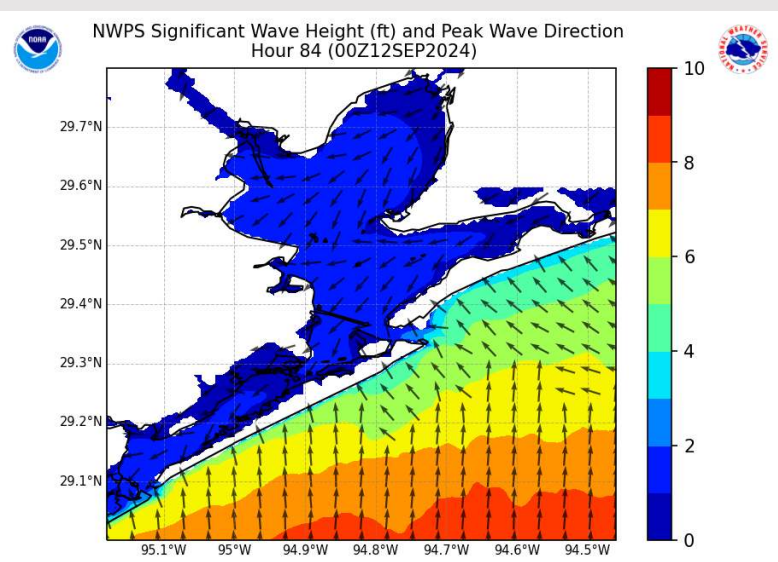 NWPS Significant Wave Height (ft) and Peak Wave Direction
Hour 84 (00Z12SEP2024)
NOAA
10
8
6
4
2
0
29.7°N
29.6°N
29.5°N
29.4°N
29.3°N
29.2°N
29.1°N
95.1°W 95°W 94.9°W 94.8°W 94.7°W 94.6°W 94.5°W